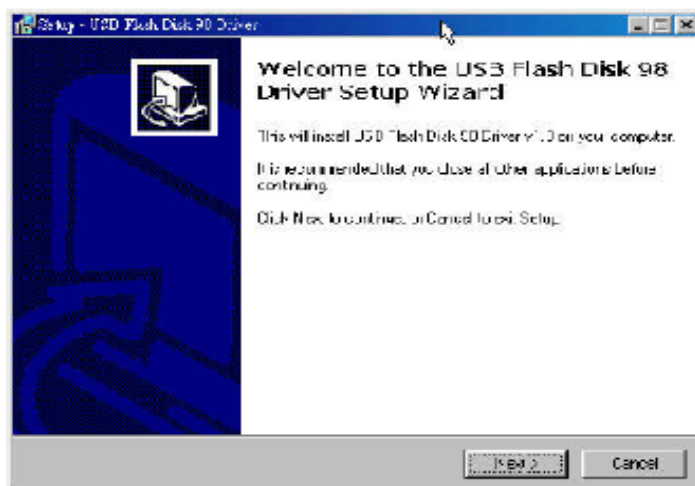 Setup - USB Flash Disk 98 Driver
Welcome to the USB Flash Disk 98
Driver Setup Wizard
This will install USB Flash Disk 98 Driver v1.0 on your computer.
It is recommended that you close all other applications before
continuing.
Click Next to continue, or Cancel to exit Setup.
Next >
Cancel